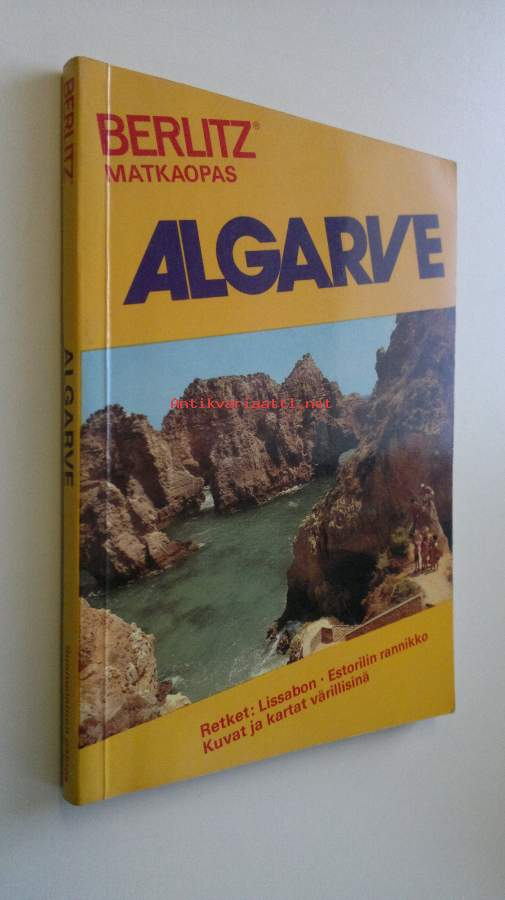 BERLITZ®
MATKAOPAS
ALGARVE
antikvariaatti.net
Retket: Lissabon · Estorilin rannikko
Kuvat ja kartat värillisinä
BERLITZ
ALGARVE